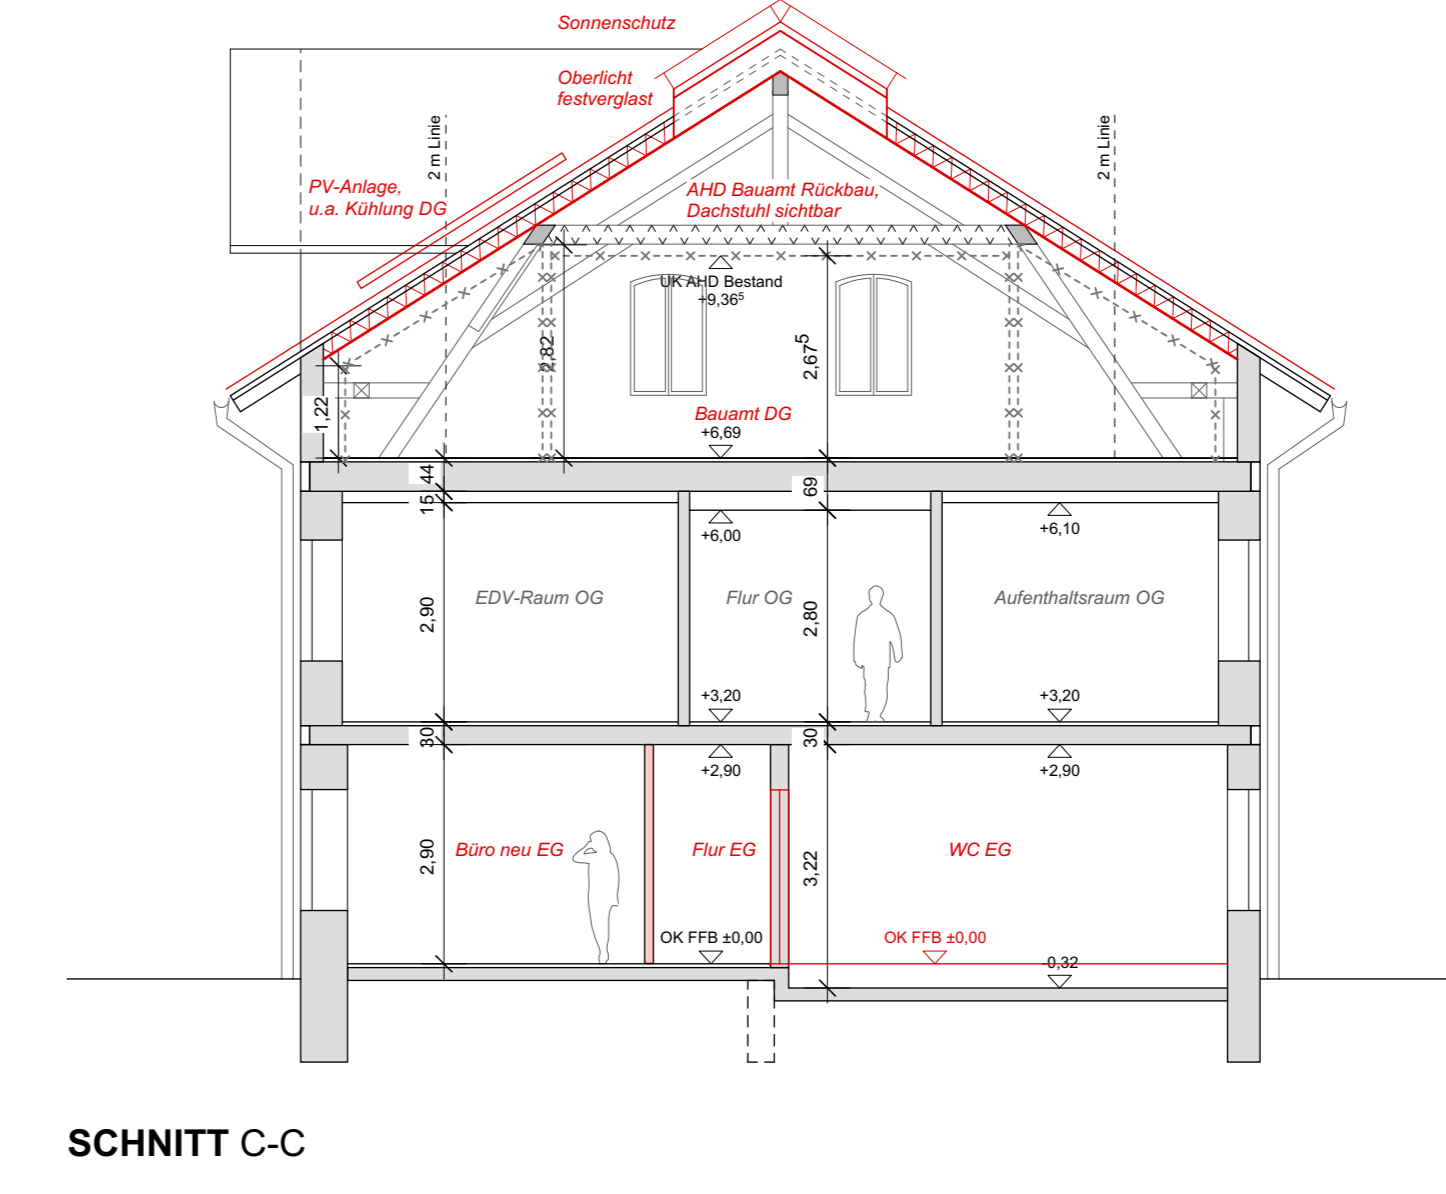 Sonnenschutz
Oberlicht
festverglast
2 m Linie
2 m Linie
PV-Anlage,
u.a. Kühlung DG
AHD Bauamt Rückbau,
Dachstuhl sichtbar
UK AHD Bestand
+9,36⁵
2,82
2,67⁵
1,22
Bauamt DG
+6,69
44
15
69
+6,00
+6,10
EDV-Raum OG
Flur OG
Aufenthaltsraum OG
2,90
2,80
+3,20
+3,20
30
30
+2,90
+2,90
Büro neu EG
Flur EG
WC EG
2,90
3,22
OK FFB ±0,00
OK FFB ±0,00
-0,32
SCHNITT C-C